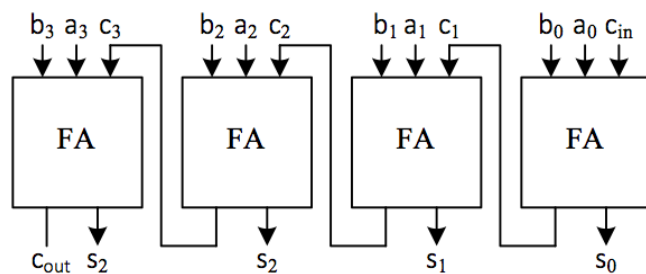 b₃ a₃ c₃ b₂ a₂ c₂ b₁ a₁ c₁ b₀ a₀ cᵢₙ
FA FA FA FA
cₒᵤₜ s₂ s₂ s₁ s₀